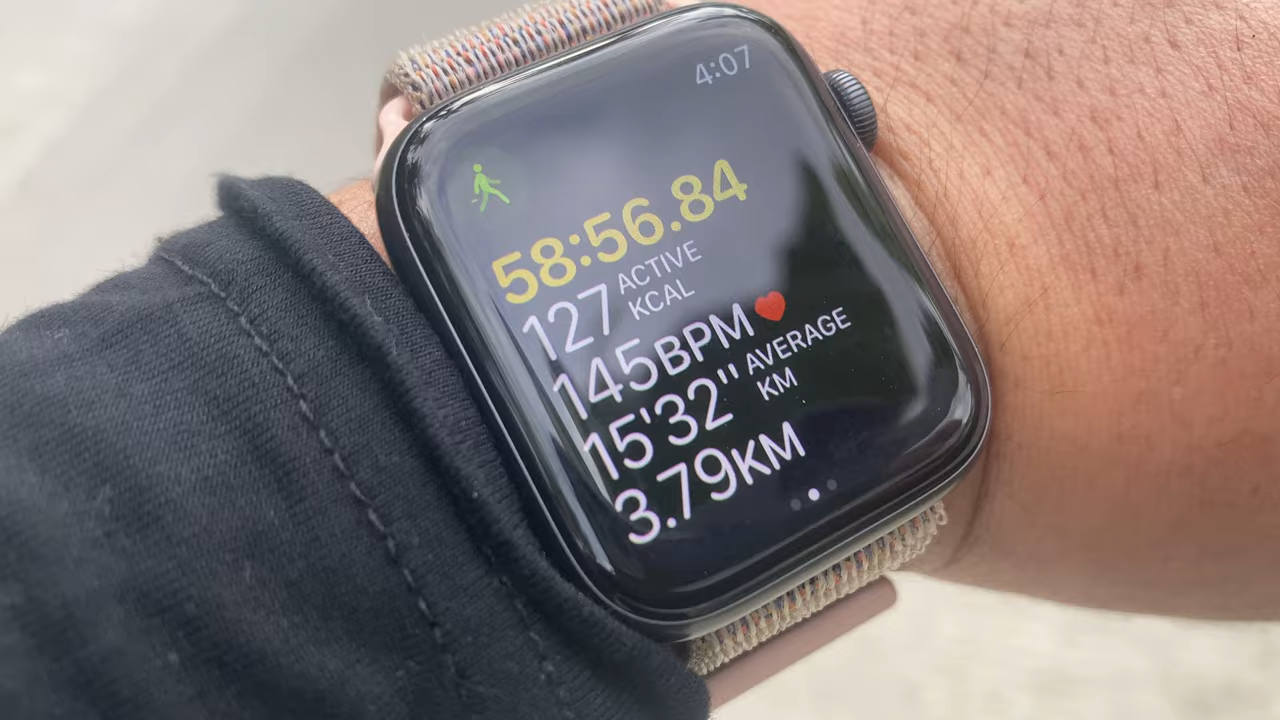 4:07
58:56.84
127 ACTIVE KCAL
145BPM
15'32" AVERAGE KM
3.79KM